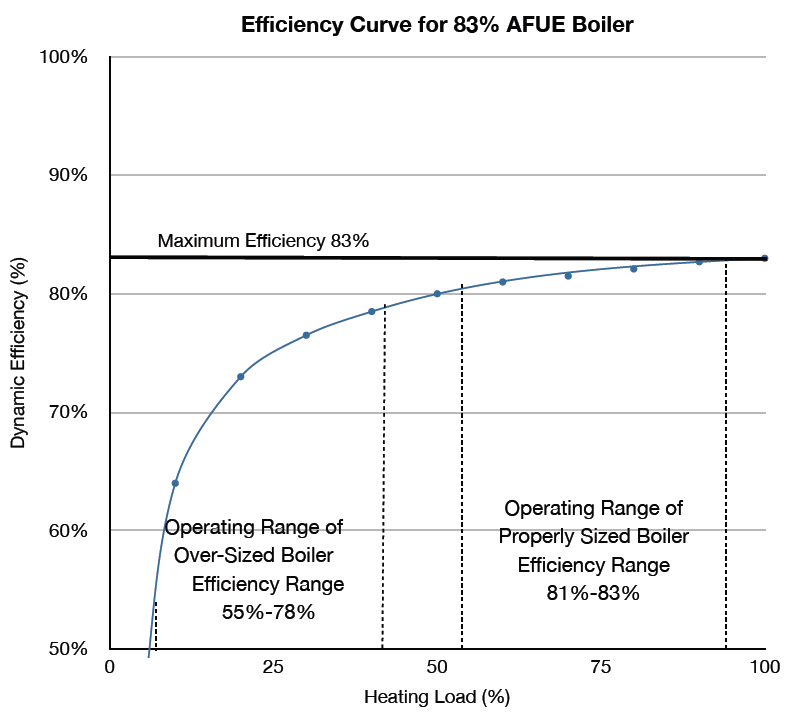 Efficiency Curve for 83% AFUE Boiler
100%
90%
Maximum Efficiency 83%
80%
70%
60%
50%
Dynamic Efficiency (%)
Operating Range of
Over-Sized Boiler
Efficiency Range
55%-78%
Operating Range of
Properly Sized Boiler
Efficiency Range
81%-83%
0 25 50 75 100
Heating Load (%)